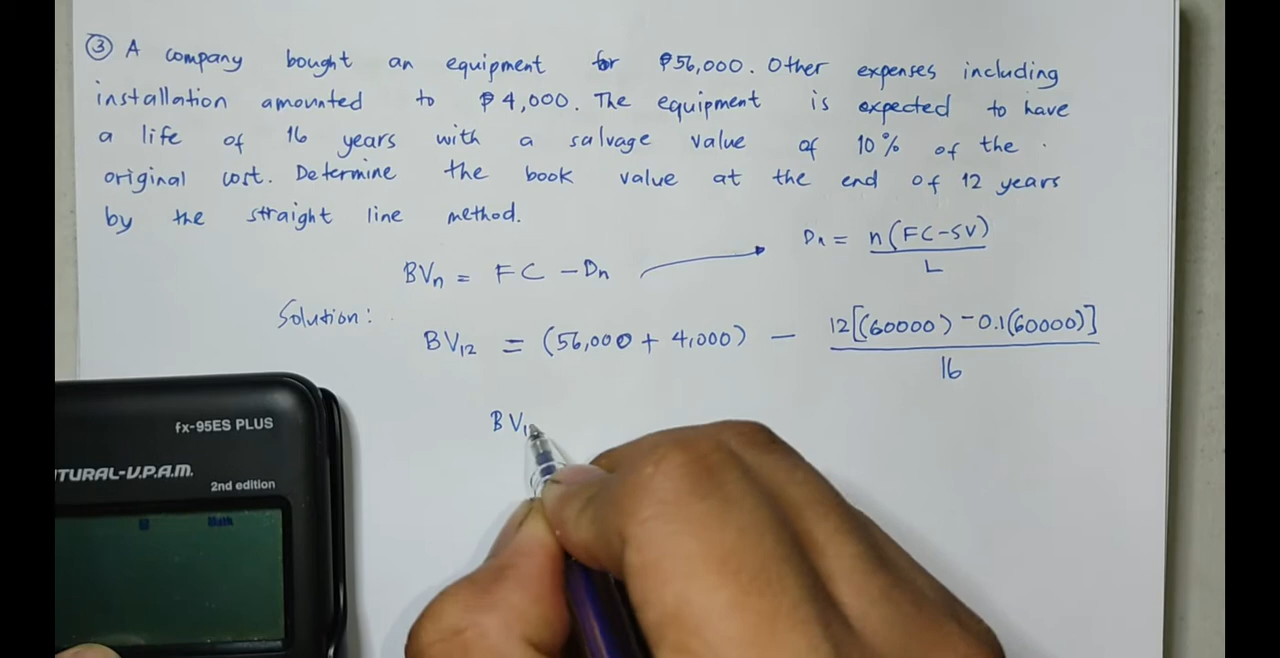 ③ A company bought an equipment for ₱56,000. Other expenses including
installation amounted to ₱4,000. The equipment is expected to have
a life of 16 years with a salvage value of 10% of the
original cost. Determine the book value at the end of 12 years
by the straight line method.
Dn = n(FC-SV)
L
BVn = FC - Dn
Solution:
BV12 = (56,000 + 4,000) - 12[(60000) - 0.1(60000)]
16
BV1
fx-95ES PLUS
TURAL-V.P.A.M.
2nd edition
Math